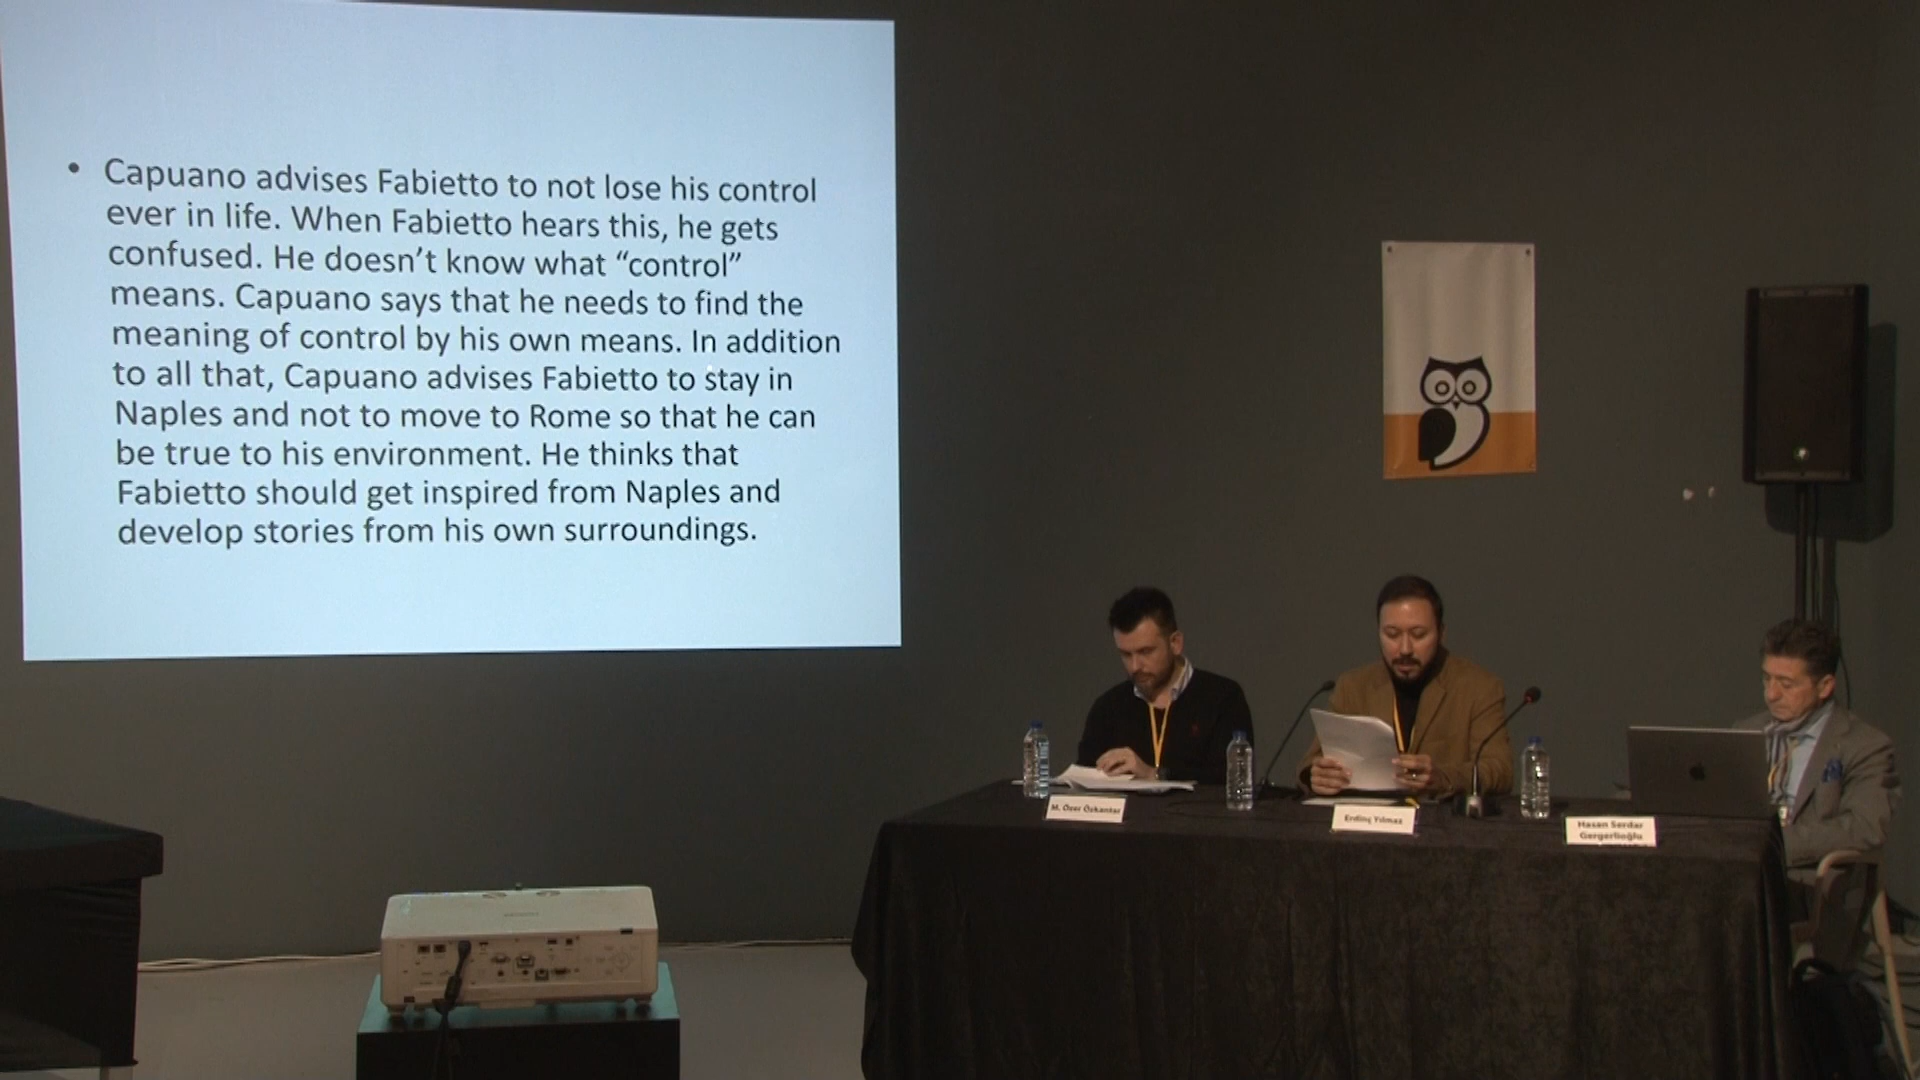 • Capuano advises Fabietto to not lose his control
ever in life. When Fabietto hears this, he gets
confused. He doesn’t know what “control”
means. Capuano says that he needs to find the
meaning of control by his own means. In addition
to all that, Capuano advises Fabietto to stay in
Naples and not to move to Rome so that he can
be true to his environment. He thinks that
Fabietto should get inspired from Naples and
develop stories from his own surroundings.
M. Özer Özkantar
Erdinç Yılmaz
Hasan Serdar
Gergerlioğlu